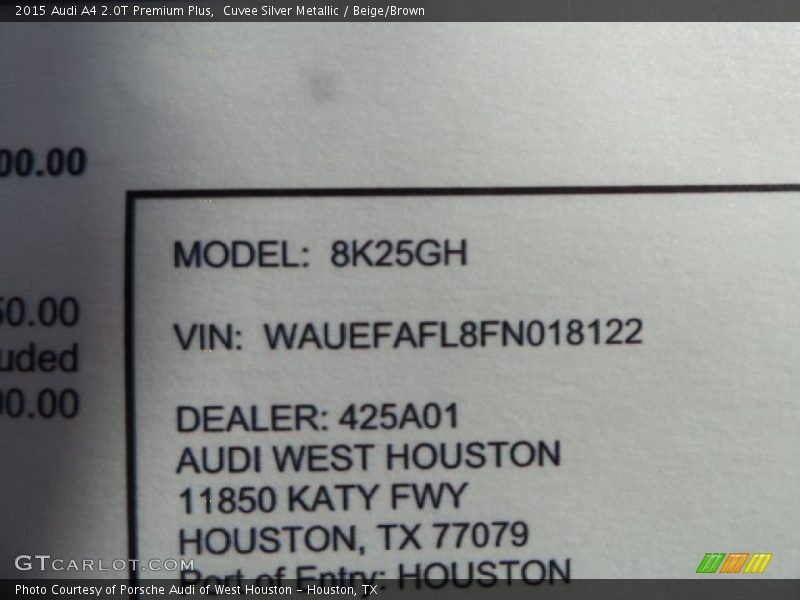 2015 Audi A4 2.0T Premium Plus,  Cuvee Silver Metallic / Beige/Brown
00.00
MODEL: 8K25GH
50.00
VIN: WAUEFAFL8FN018122
uded
00.00
DEALER: 425A01
AUDI WEST HOUSTON
11850 KATY FWY
HOUSTON, TX 77079
Port of Entry: HOUSTON
GTCARLOT.COM
Photo Courtesy of Porsche Audi of West Houston – Houston, TX